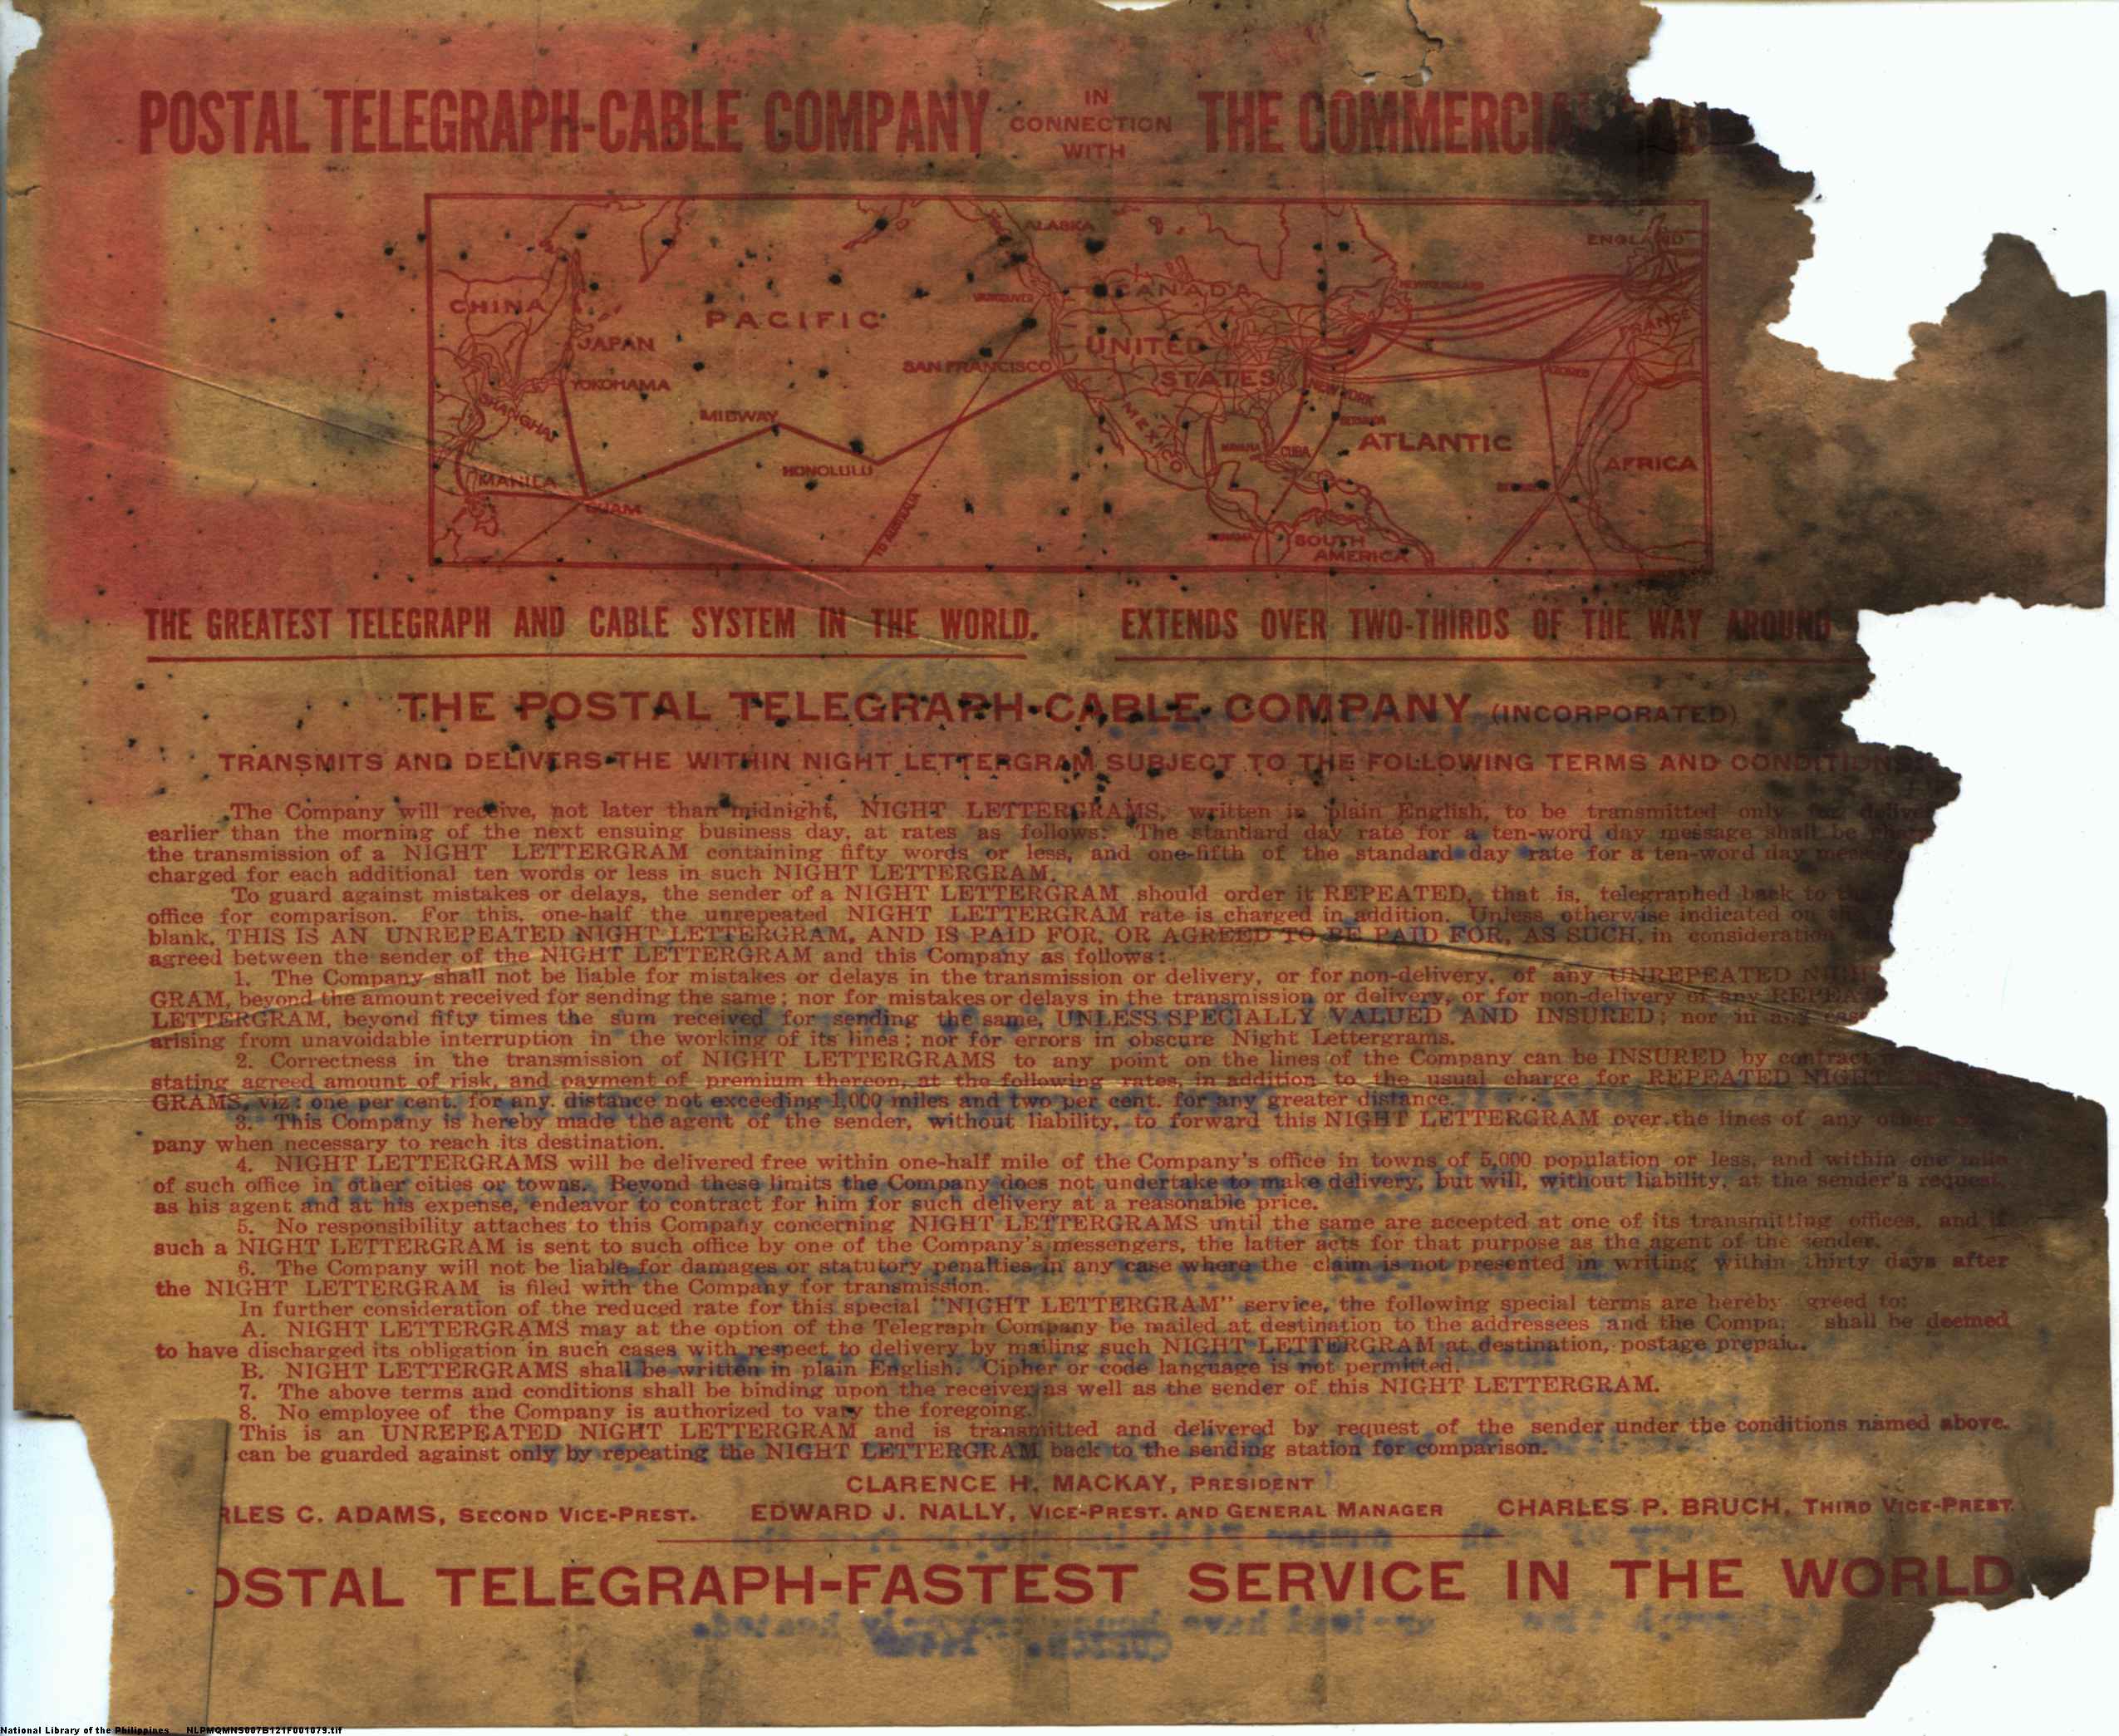 POSTAL TELEGRAPH-CABLE COMPANY IN CONNECTION WITH THE COMMERCIAL
ALASKA
ENGLAND
CHINA
CANADA
VANCOUVER
NEWFOUNDLAND
PACIFIC
FRANCE
JAPAN
UNITED STATES
SAN FRANCISCO
AZORES
YOKOHAMA
NEW YORK
SHANGHAI
MIDWAY
MEXICO
BERMUDA
ATLANTIC
HAVANA
CUBA
HONOLULU
AFRICA
MANILA
GUAM
TO AUSTRALIA
PANAMA
SOUTH AMERICA
THE GREATEST TELEGRAPH AND CABLE SYSTEM IN THE WORLD. EXTENDS OVER TWO-THIRDS OF THE WAY AROUND
THE POSTAL TELEGRAPH-CABLE COMPANY (INCORPORATED)
TRANSMITS AND DELIVERS THE WITHIN NIGHT LETTERGRAM SUBJECT TO THE FOLLOWING TERMS AND CONDITIONS
The Company will receive, not later than midnight, NIGHT LETTERGRAMS, written in plain English, to be transmitted only for deliver
earlier than the morning of the next ensuing business day, at rates as follows: The standard day rate for a ten-word day message shall be char
the transmission of a NIGHT LETTERGRAM containing fifty words or less, and one-fifth of the standard day rate for a ten-word day mess
charged for each additional ten words or less in such NIGHT LETTERGRAM.
To guard against mistakes or delays, the sender of a NIGHT LETTERGRAM should order it REPEATED, that is, telegraphed back to
office for comparison. For this, one-half the unrepeated NIGHT LETTERGRAM rate is charged in addition. Unless otherwise indicated on
blank, THIS IS AN UNREPEATED NIGHT LETTERGRAM, AND IS PAID FOR, OR AGREED TO BE PAID FOR, AS SUCH, in consideration
agreed between the sender of the NIGHT LETTERGRAM and this Company as follows:
1. The Company shall not be liable for mistakes or delays in the transmission or delivery, or for non-delivery, of any UNREPEATED NIGH
GRAM, beyond the amount received for sending the same; nor for mistakes or delays in the transmission or delivery, or for non-delivery of any REPEA
LETTERGRAM, beyond fifty times the sum received for sending the same, UNLESS SPECIALLY VALUED AND INSURED; nor in any case
arising from unavoidable interruption in the working of its lines; nor for errors in obscure Night Lettergrams.
2. Correctness in the transmission of NIGHT LETTERGRAMS to any point on the lines of the Company can be INSURED by contract
stating agreed amount of risk, and payment of premium thereon, at the following rates, in addition to the usual charge for REPEATED NIGHT
GRAMS, viz: one per cent. for any distance not exceeding 1,000 miles and two per cent. for any greater distance.
3. This Company is hereby made the agent of the sender, without liability, to forward this NIGHT LETTERGRAM over the lines of any other
pany when necessary to reach its destination.
4. NIGHT LETTERGRAMS will be delivered free within one-half mile of the Company's office in towns of 5,000 population or less, and within one mile
of such office in other cities or towns. Beyond these limits the Company does not undertake to make delivery, but will, without liability, at the sender's request,
as his agent and at his expense, endeavor to contract for him for such delivery at a reasonable price.
5. No responsibility attaches to this Company concerning NIGHT LETTERGRAMS until the same are accepted at one of its transmitting offices, and if
such a NIGHT LETTERGRAM is sent to such office by one of the Company's messengers, the latter acts for that purpose as the agent of the sender.
6. The Company will not be liable for damages or statutory penalties in any case where the claim is not presented in writing within thirty days after
the NIGHT LETTERGRAM is filed with the Company for transmission.
In further consideration of the reduced rate for this special "NIGHT LETTERGRAM" service, the following special terms are hereby greed to:
A. NIGHT LETTERGRAMS may at the option of the Telegraph Company be mailed at destination to the addressees and the Compa shall be deemed
to have discharged its obligation in such cases with respect to delivery by mailing such NIGHT LETTERGRAM at destination, postage prepaid.
B. NIGHT LETTERGRAMS shall be written in plain English. Cipher or code language is not permitted.
7. The above terms and conditions shall be binding upon the receiver as well as the sender of this NIGHT LETTERGRAM.
8. No employee of the Company is authorized to vary the foregoing.
This is an UNREPEATED NIGHT LETTERGRAM and is transmitted and delivered by request of the sender under the conditions named above.
can be guarded against only by repeating the NIGHT LETTERGRAM back to the sending station for comparison.
CLARENCE H. MACKAY, PRESIDENT
RLES C. ADAMS, SECOND VICE-PREST. EDWARD J. NALLY, VICE-PREST. AND GENERAL MANAGER CHARLES P. BRUCH, THIRD VICE-PREST.
OSTAL TELEGRAPH-FASTEST SERVICE IN THE WORLD
National Library of the Philippines NLPMQMNS007B121F001079.tif